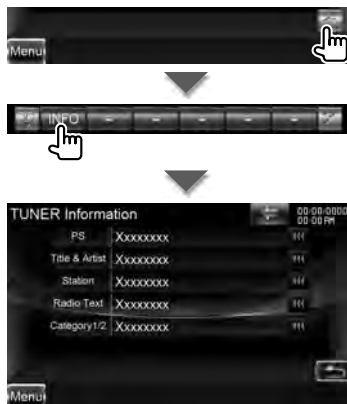 Menu
INFO
TUNER Information
00/00/0000
00:00 PM
PS Xxxxxxxx
Title & Artist Xxxxxxxx
Station Xxxxxxxx
Radio Text Xxxxxxxx
Category1/2 Xxxxxxxx
Menu